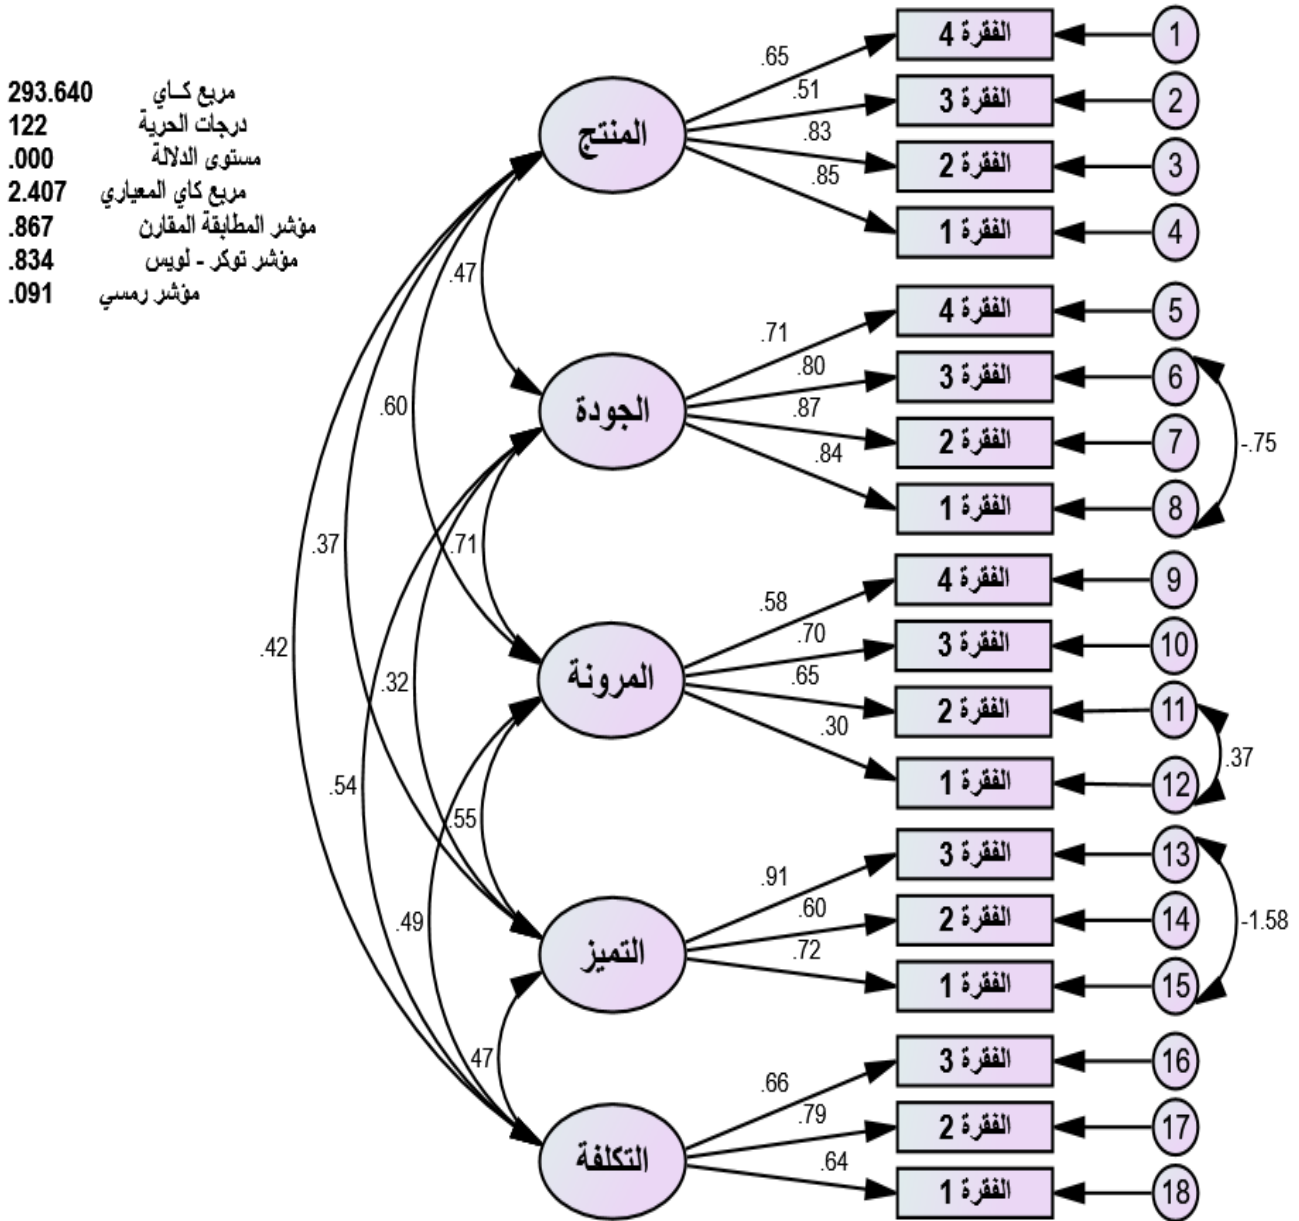 مربع كــاي 293.640
درجات الحرية 122
مستوى الدلالة .000
مربع كاي المعياري 2.407
مؤشر المطابقة المقارن .867
مؤشر توكر - لويس .834
مؤشر رمسي .091
المنتج
.65
الفقرة 4
1
.51
الفقرة 3
2
.83
الفقرة 2
3
.85
الفقرة 1
4
.47
الجودة
.71
الفقرة 4
5
.80
الفقرة 3
6
.87
الفقرة 2
7
.84
الفقرة 1
8
-.75
.60
.71
.37
المرونة
.58
الفقرة 4
9
.70
الفقرة 3
10
.65
الفقرة 2
11
.30
الفقرة 1
12
.37
.42
.32
.54
.55
.49
التميز
.91
الفقرة 3
13
.60
الفقرة 2
14
.72
الفقرة 1
15
-1.58
.47
التكلفة
.66
الفقرة 3
16
.79
الفقرة 2
17
.64
الفقرة 1
18